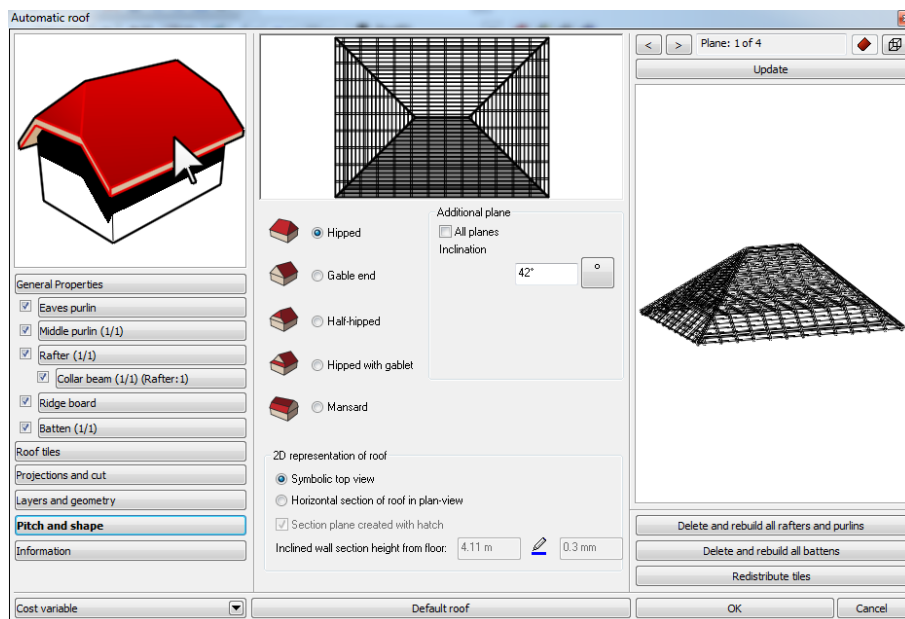 Automatic roof
General Properties
Eaves purlin
Middle purlin (1/1)
Rafter (1/1)
Collar beam (1/1) (Rafter:1)
Ridge board
Batten (1/1)
Roof tiles
Projections and cut
Layers and geometry
Pitch and shape
Information
Cost variable
Hipped
Gable end
Half-hipped
Hipped with gablet
Mansard
Additional plane
All planes
Inclination
42°
°
2D representation of roof
Symbolic top view
Horizontal section of roof in plan-view
Section plane created with hatch
Inclined wall section height from floor: 4.11 m 0.3 mm
Default roof
< > Plane: 1 of 4
Update
Delete and rebuild all rafters and purlins
Delete and rebuild all battens
Redistribute tiles
OK Cancel